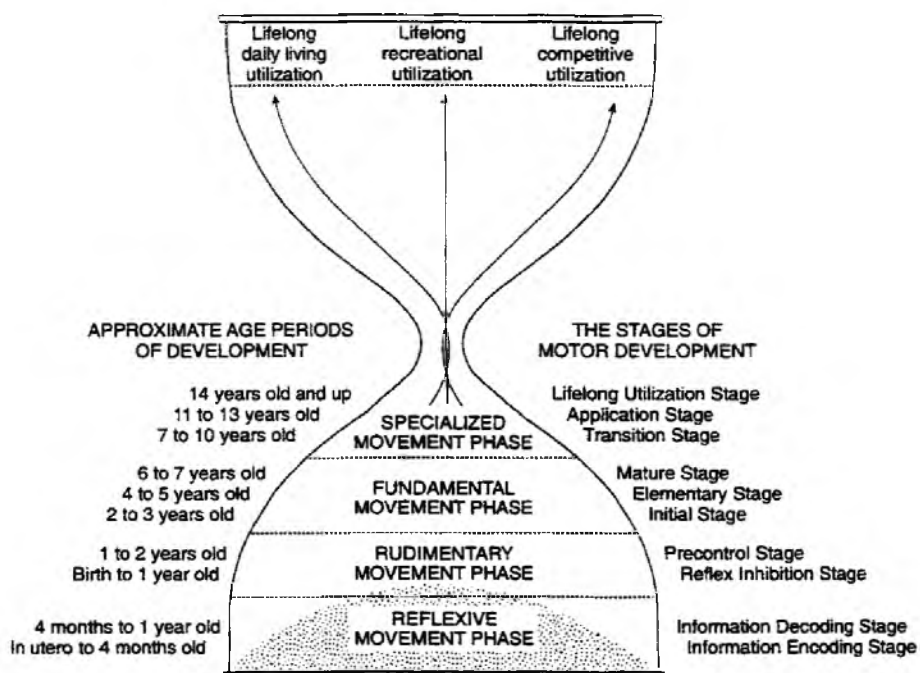 Lifelong
daily living
utilization
Lifelong
recreational
utilization
Lifelong
competitive
utilization
APPROXIMATE AGE PERIODS
OF DEVELOPMENT
THE STAGES OF
MOTOR DEVELOPMENT
14 years old and up
11 to 13 years old
7 to 10 years old
SPECIALIZED
MOVEMENT PHASE
Lifelong Utilization Stage
Application Stage
Transition Stage
6 to 7 years old
4 to 5 years old
2 to 3 years old
FUNDAMENTAL
MOVEMENT PHASE
Mature Stage
Elementary Stage
Initial Stage
1 to 2 years old
Birth to 1 year old
RUDIMENTARY
MOVEMENT PHASE
Precontrol Stage
Reflex Inhibition Stage
4 months to 1 year old
In utero to 4 months old
REFLEXIVE
MOVEMENT PHASE
Information Decoding Stage
Information Encoding Stage